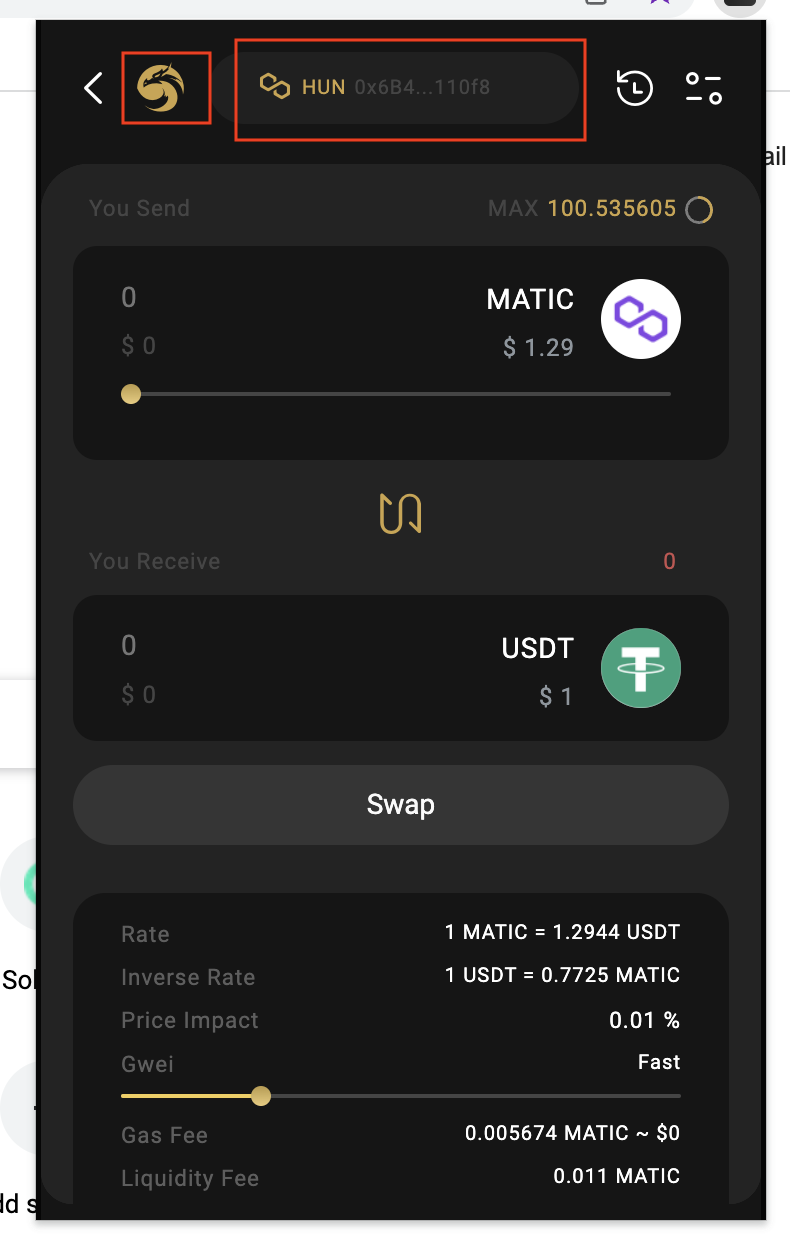 HUN 0x6B4...110f8
ail
You Send MAX 100.535605
0 MATIC
$ 0 $ 1.29
You Receive 0
0 USDT
$ 0 $ 1
Swap
Rate 1 MATIC = 1.2944 USDT
Sol
Inverse Rate 1 USDT = 0.7725 MATIC
Price Impact 0.01 %
Gwei Fast
Gas Fee 0.005674 MATIC ~ $0
Liquidity Fee 0.011 MATIC
dd s